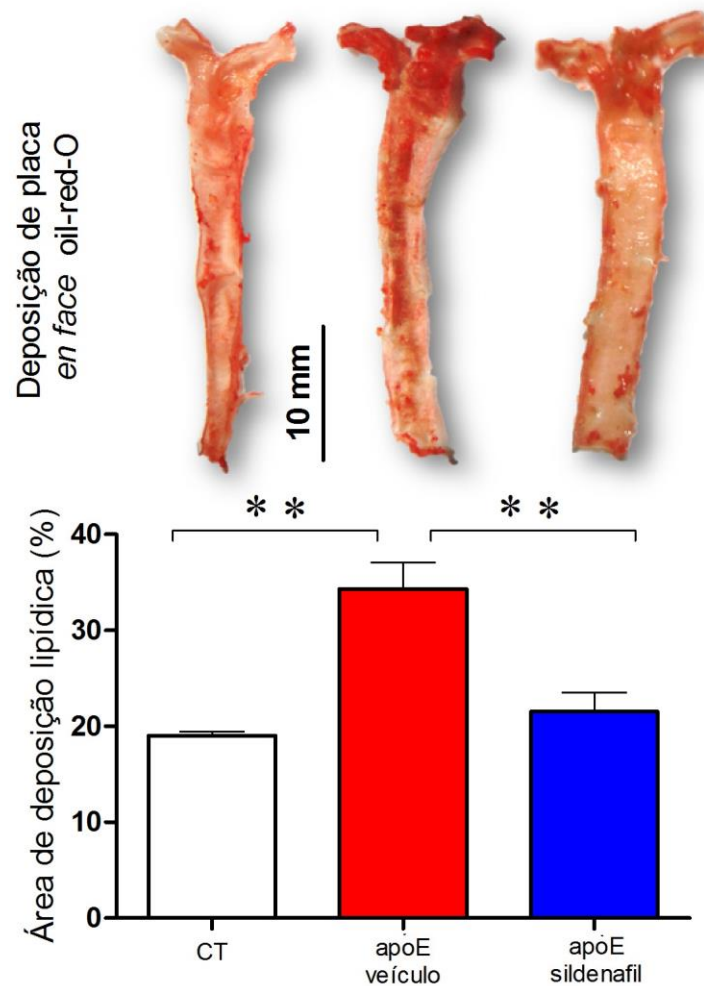 Deposição de placa
en face oil-red-O
10 mm
* * * *
Área de deposição lipídica (%)
40
30
20
10
0
CT apoE apoE
veículo sildenafil